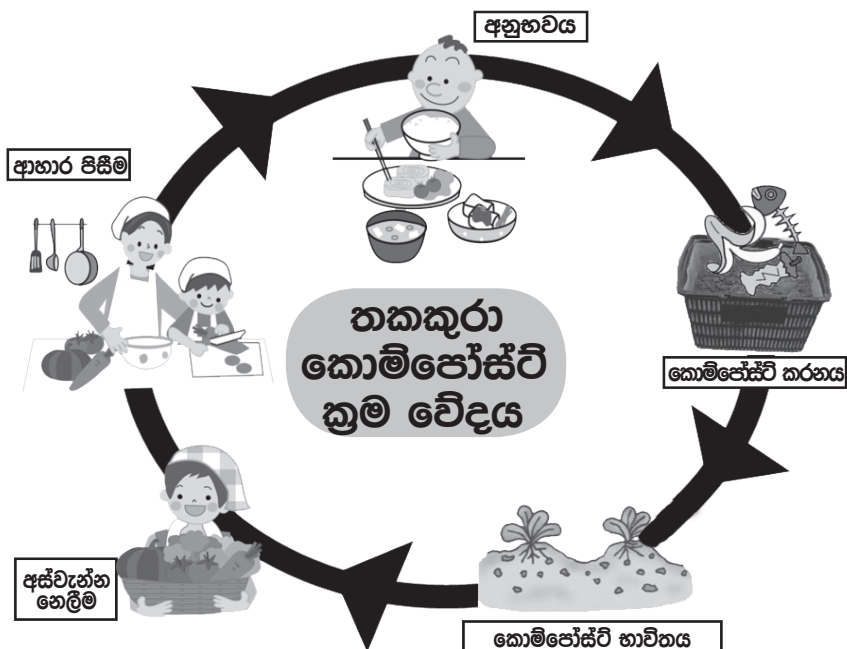 අනුභවය
ආහාර පිසීම
තකකුරා
කොම්පෝස්ට්
ක්‍රම වේදය
කොම්පෝස්ට් කරනය
අස්වැන්න
නෙලීම
කොම්පෝස්ට් භාවිතය